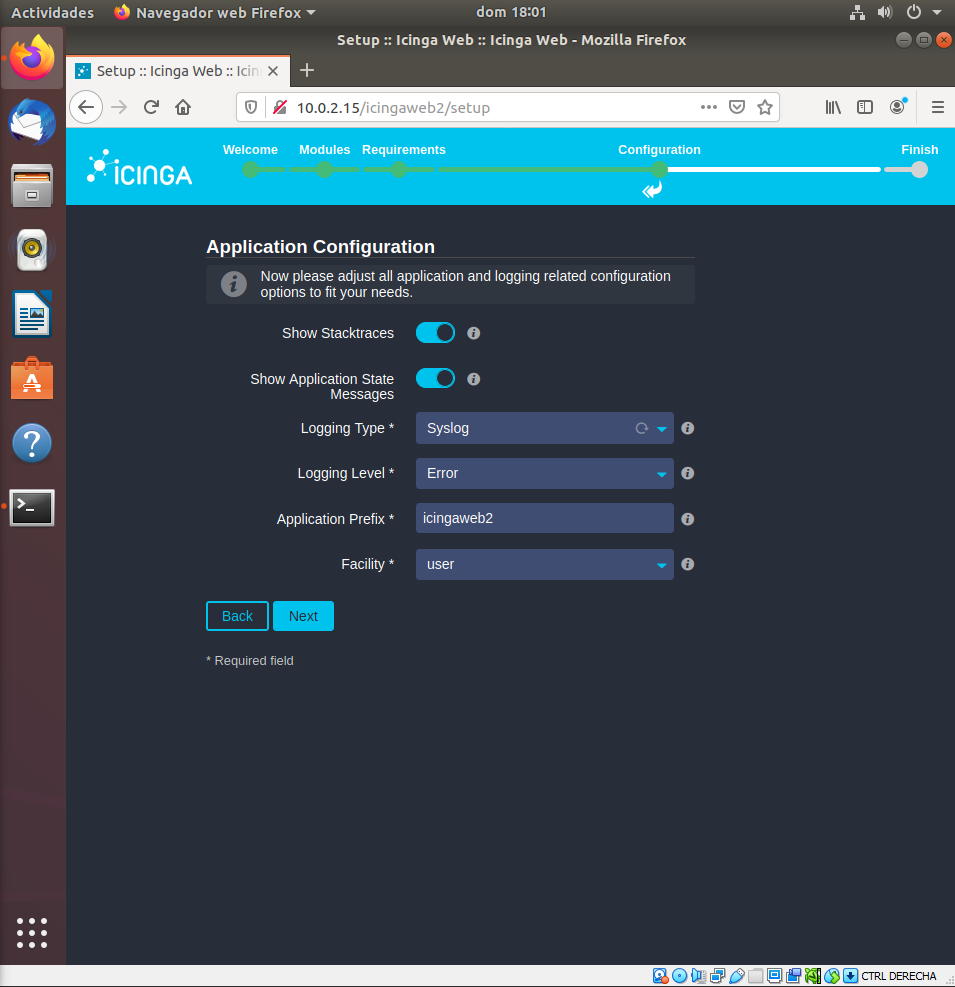 Actividades Navegador web Firefox dom 18:01
Setup :: Icinga Web :: Icinga Web - Mozilla Firefox
Setup :: Icinga Web :: Icin
10.0.2.15/icingaweb2/setup
ICINGA
Welcome Modules Requirements Configuration Finish
Application Configuration
Now please adjust all application and logging related configuration
options to fit your needs.
Show Stacktraces
Show Application State
Messages
Logging Type * Syslog
Logging Level * Error
Application Prefix * icingaweb2
Facility * user
Back Next
* Required field
CTRL DERECHA